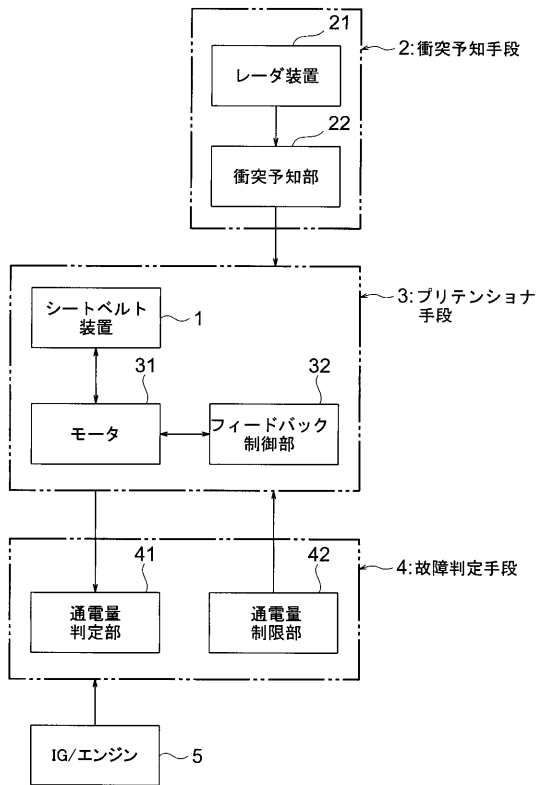 21
レーダ装置
2:衝突予知手段
22
衝突予知部
シートベルト
装置
1
3:プリテンショナ
手段
31
モータ
32
フィードバック
制御部
41
通電量
判定部
42
通電量
制限部
4:故障判定手段
IG/エンジン
5